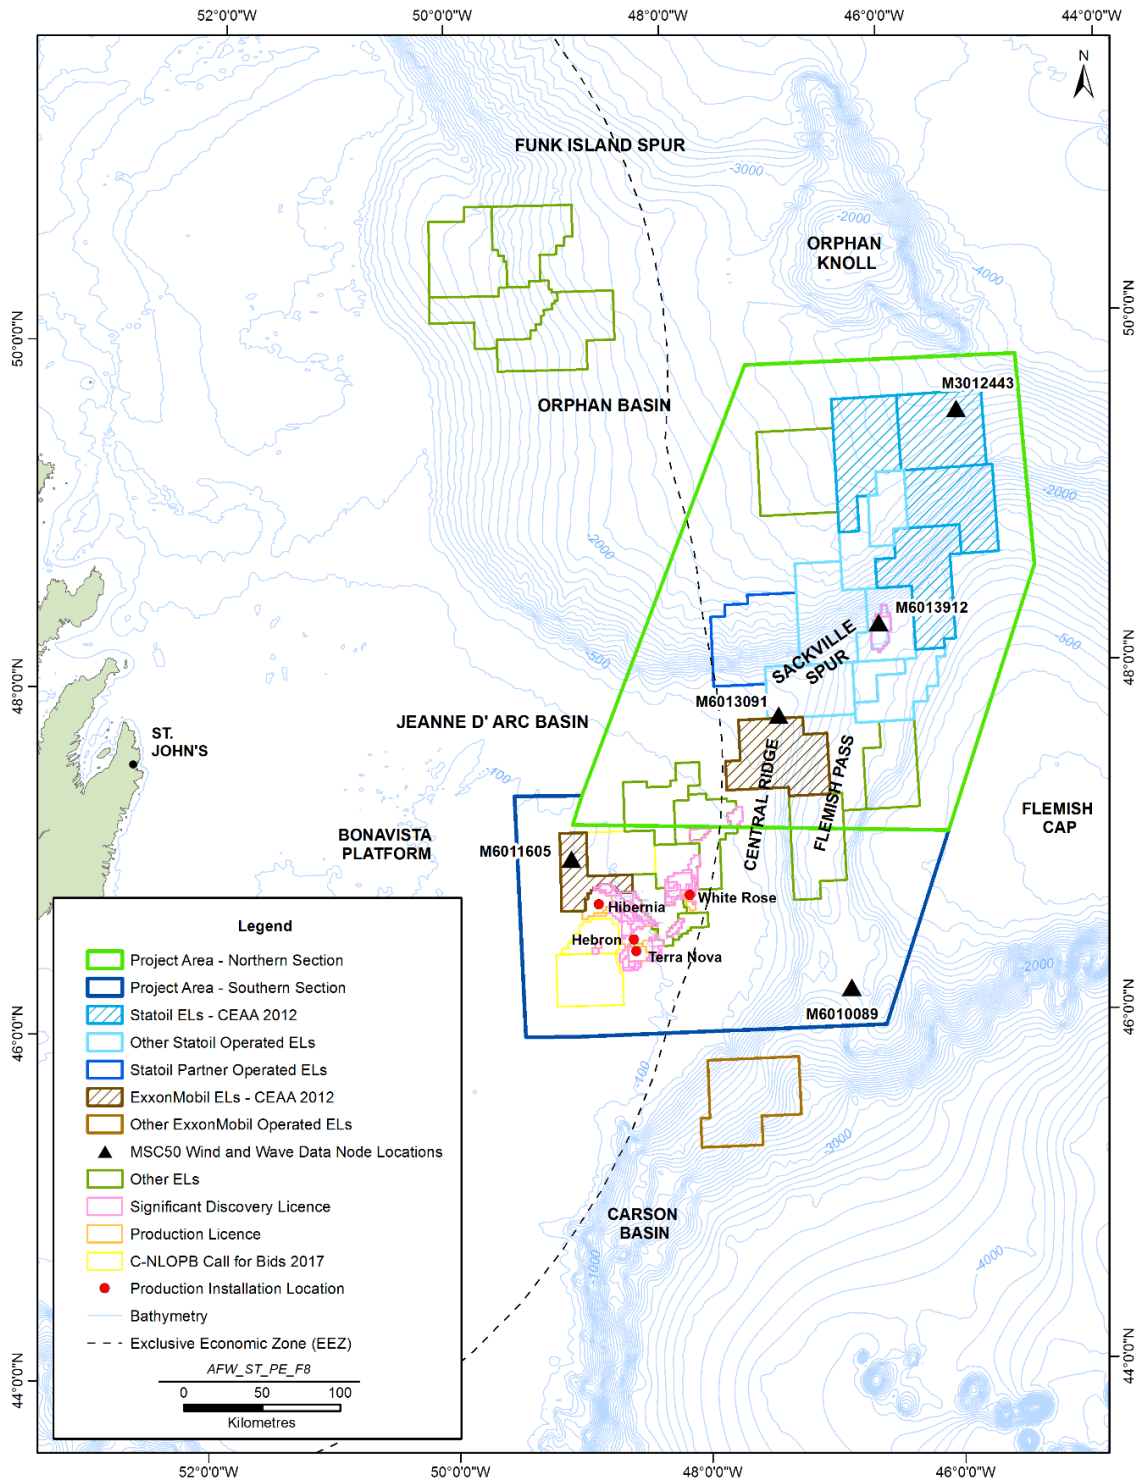 52°0'0"W
50°0'0"W
48°0'0"W
46°0'0"W
44°0'0"W
N
FUNK ISLAND SPUR
-3000
-2000
ORPHAN
KNOLL
-4000
50°0'0"N
50°0'0"N
M3012443
ORPHAN BASIN
-2000
-2000
M6013912
-500
-500
SACKVILLE
SPUR
48°0'0"N
48°0'0"N
M6013091
JEANNE D' ARC BASIN
ST.
JOHN'S
-100
CENTRAL RIDGE
FLEMISH PASS
FLEMISH
CAP
BONAVISTA
PLATFORM
M6011605
White Rose
Hibernia
Hebron
Terra Nova
-2000
M6010089
46°0'0"N
46°0'0"N
-100
-3000
CARSON
BASIN
-1000
-4000
44°0'0"N
44°0'0"N
Legend
Project Area - Northern Section
Project Area - Southern Section
Statoil ELs - CEAA 2012
Other Statoil Operated ELs
Statoil Partner Operated ELs
ExxonMobil ELs - CEAA 2012
Other ExxonMobil Operated ELs
MSC50 Wind and Wave Data Node Locations
Other ELs
Significant Discovery Licence
Production Licence
C-NLOPB Call for Bids 2017
Production Installation Location
Bathymetry
Exclusive Economic Zone (EEZ)
AFW_ST_PE_F8
0 50 100
Kilometres
52°0'0"W
50°0'0"W
48°0'0"W
46°0'0"W